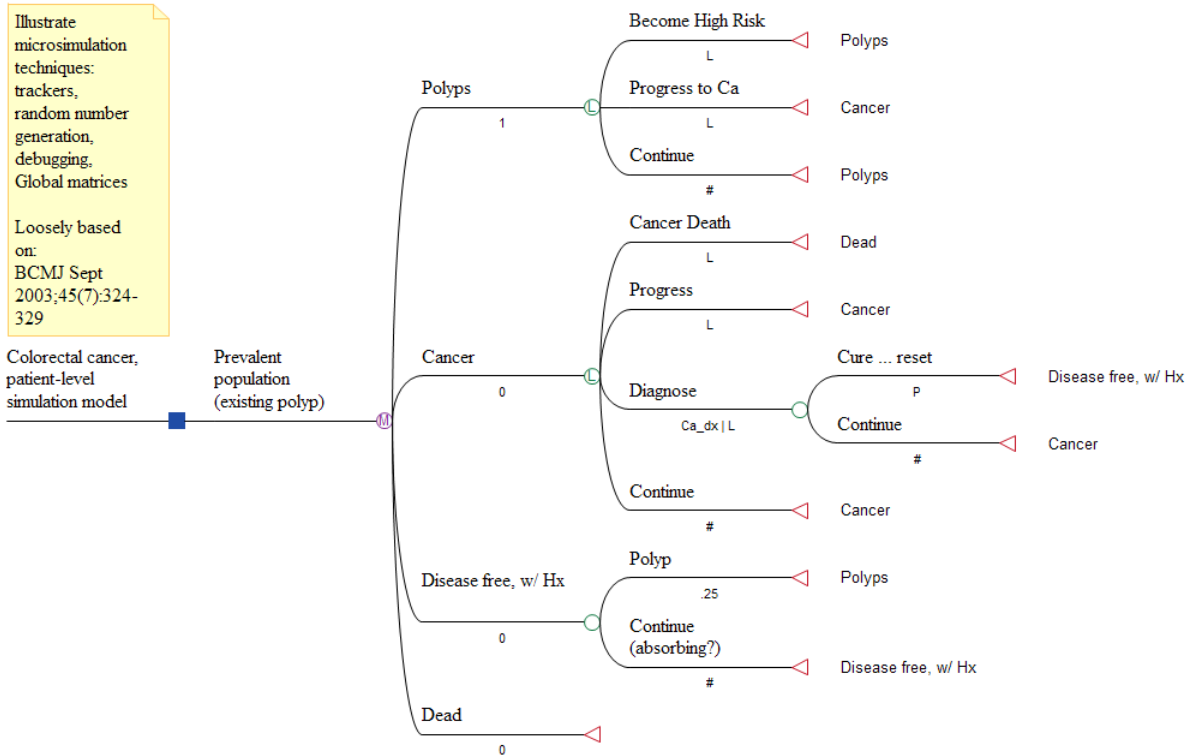 Illustrate
microsimulation
techniques:
trackers,
random number
generation,
debugging,
Global matrices
Loosely based
on:
BCMJ Sept
2003;45(7):324-
329
Colorectal cancer,
patient-level
simulation model
Prevalent
population
(existing polyp)
M
Polyps
1
L
Become High Risk
L
Polyps
Progress to Ca
L
Cancer
Continue
#
Polyps
Cancer
0
L
Cancer Death
L
Dead
Progress
L
Cancer
Diagnose
Ca_dx | L
Cure ... reset
P
Disease free, w/ Hx
Continue
#
Cancer
Continue
#
Cancer
Disease free, w/ Hx
0
Polyp
.25
Polyps
Continue
(absorbing?)
#
Disease free, w/ Hx
Dead
0